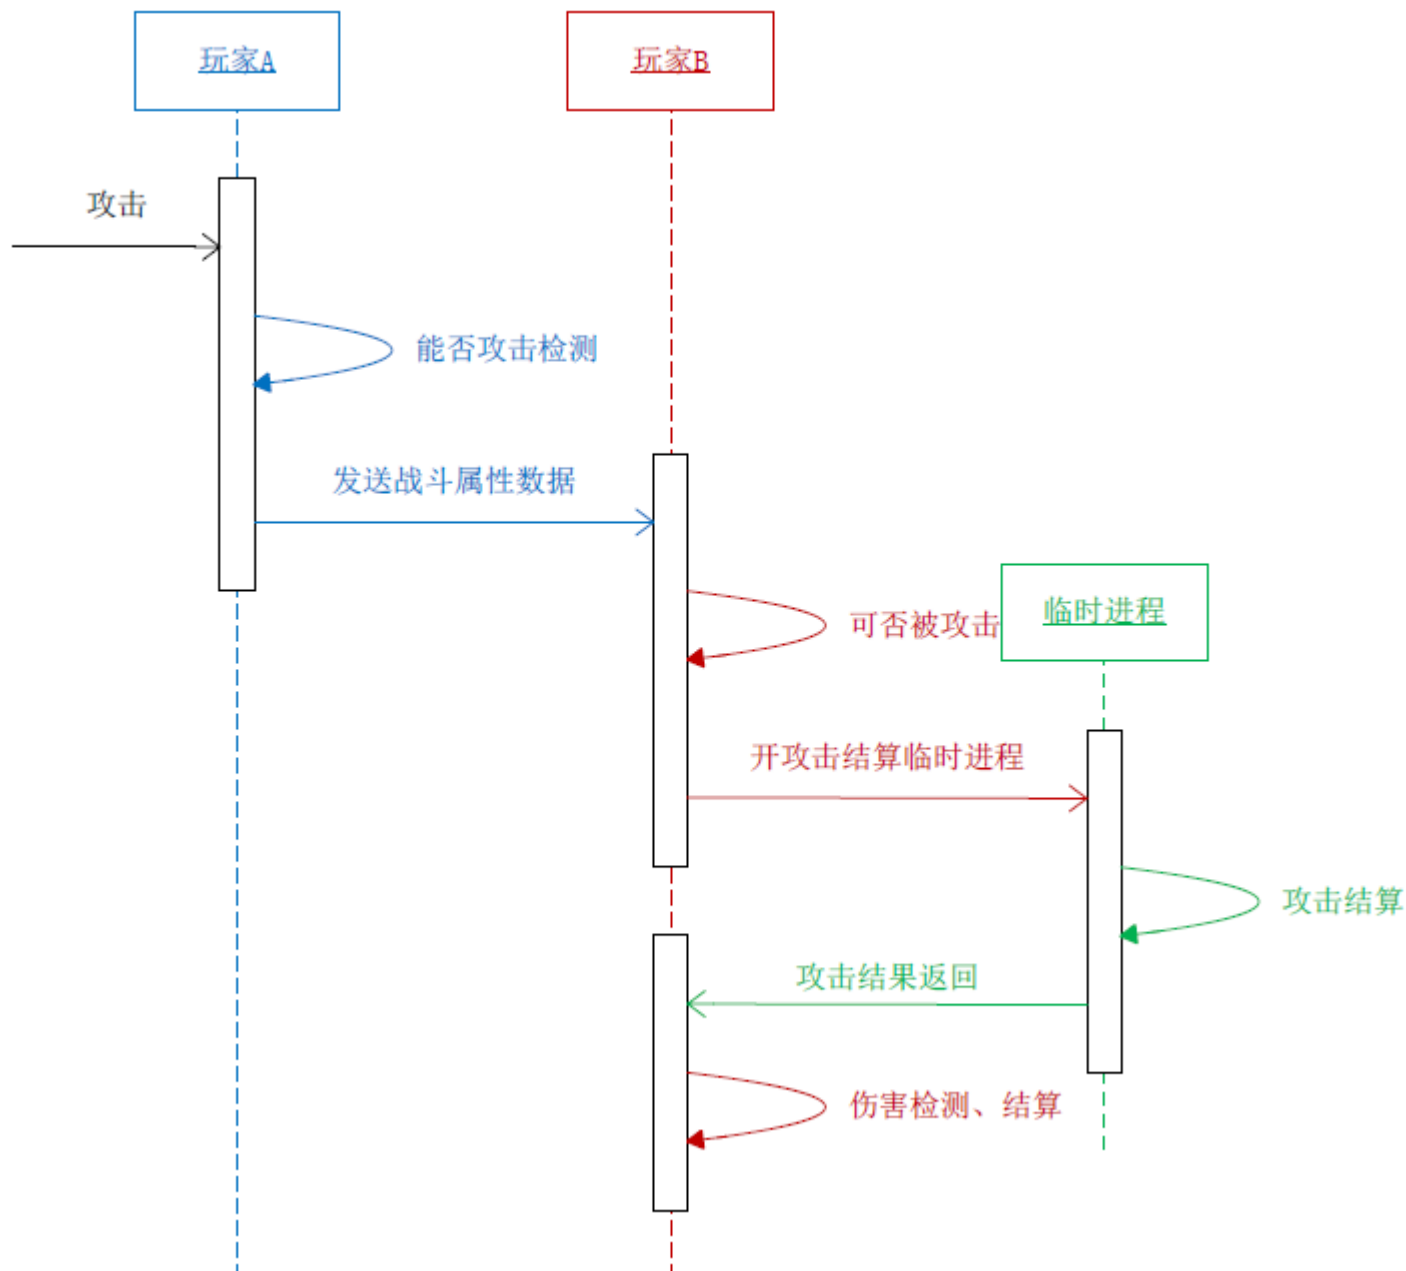 玩家A
玩家B
攻击
能否攻击检测
发送战斗属性数据
可否被攻击
临时进程
开攻击结算临时进程
攻击结算
攻击结果返回
伤害检测、结算